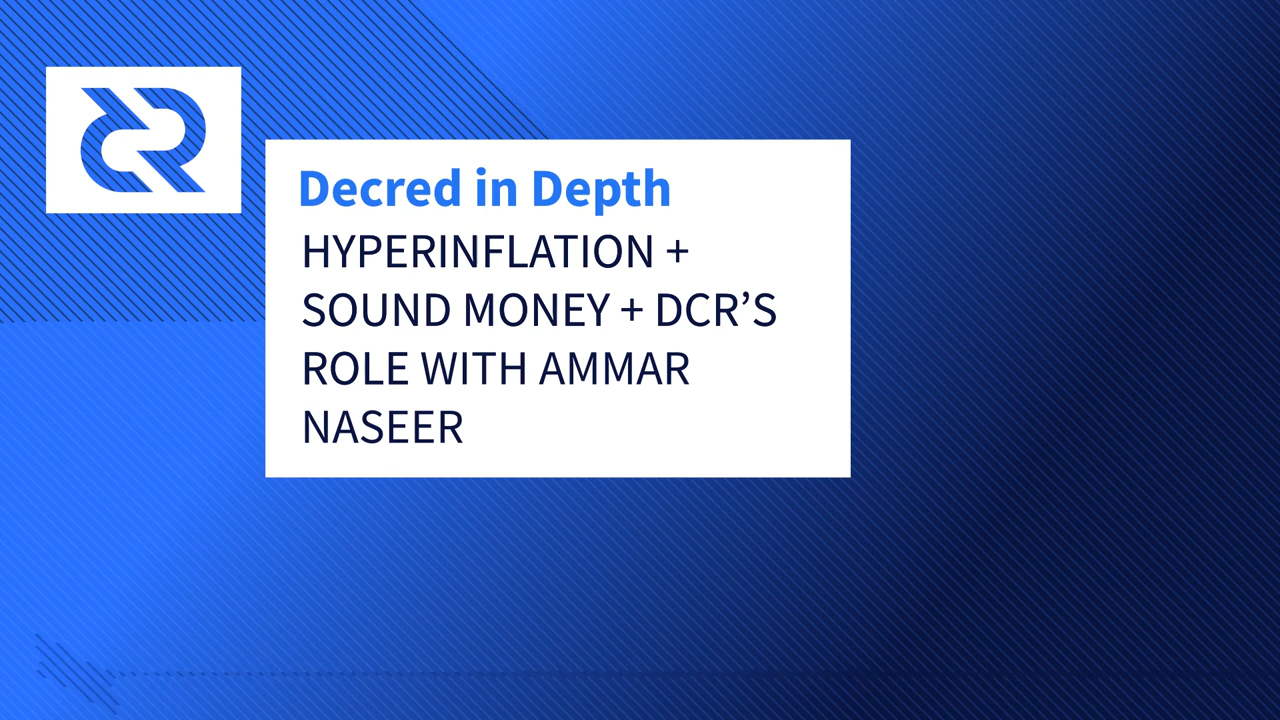 Decred in Depth
HYPERINFLATION +
SOUND MONEY + DCR’S
ROLE WITH AMMAR
NASEER